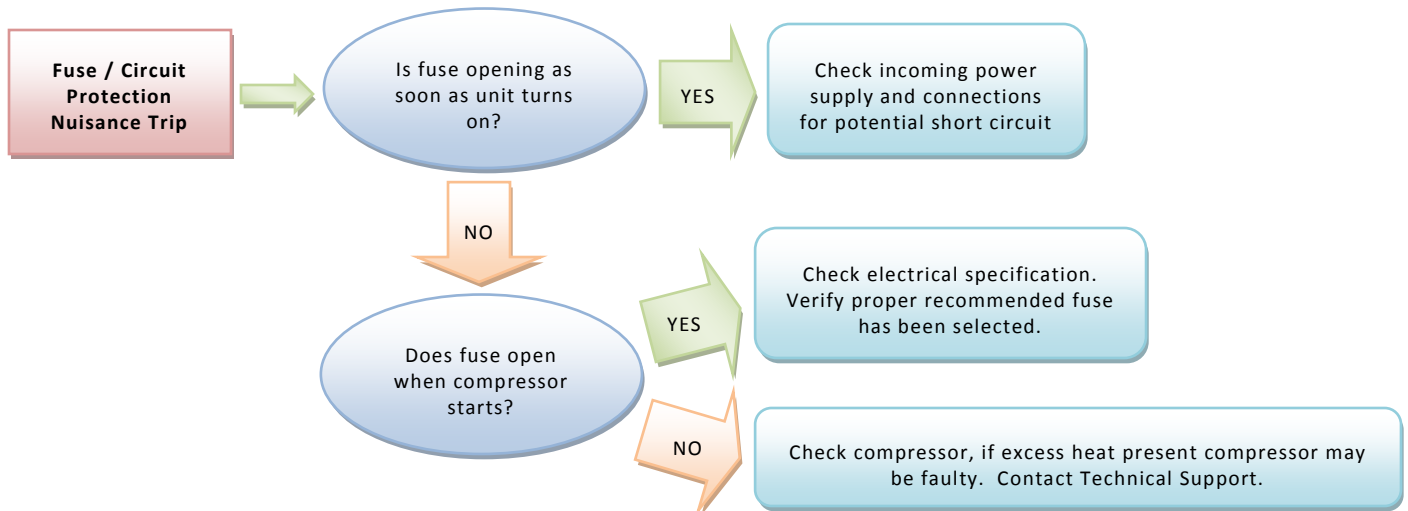 Fuse / Circuit
Protection
Nuisance Trip
Is fuse opening as
soon as unit turns
on?
YES
Check incoming power
supply and connections
for potential short circuit
NO
Does fuse open
when compressor
starts?
YES
Check electrical specification.
Verify proper recommended fuse
has been selected.
NO
Check compressor, if excess heat present compressor may
be faulty.  Contact Technical Support.